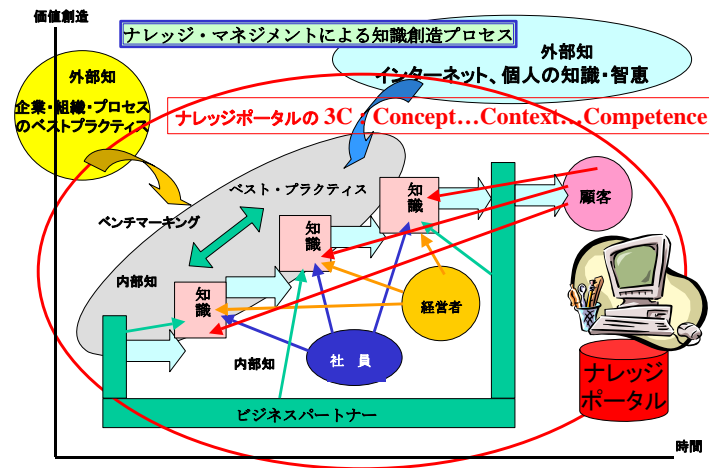 価値創造
ナレッジ・マネジメントによる知識創造プロセス
外部知
インターネット、個人の知識・智恵
外部知
企業・組織・プロセス
のベストプラクティス
ナレッジポータルの 3C：Concept…Context…Competence
ベスト・プラクティス
ベンチマーキング
知
識
顧客
知
識
内部知
知
識
経営者
内部知
社　員
ナレッジ
ポータル
ビジネスパートナー
時間